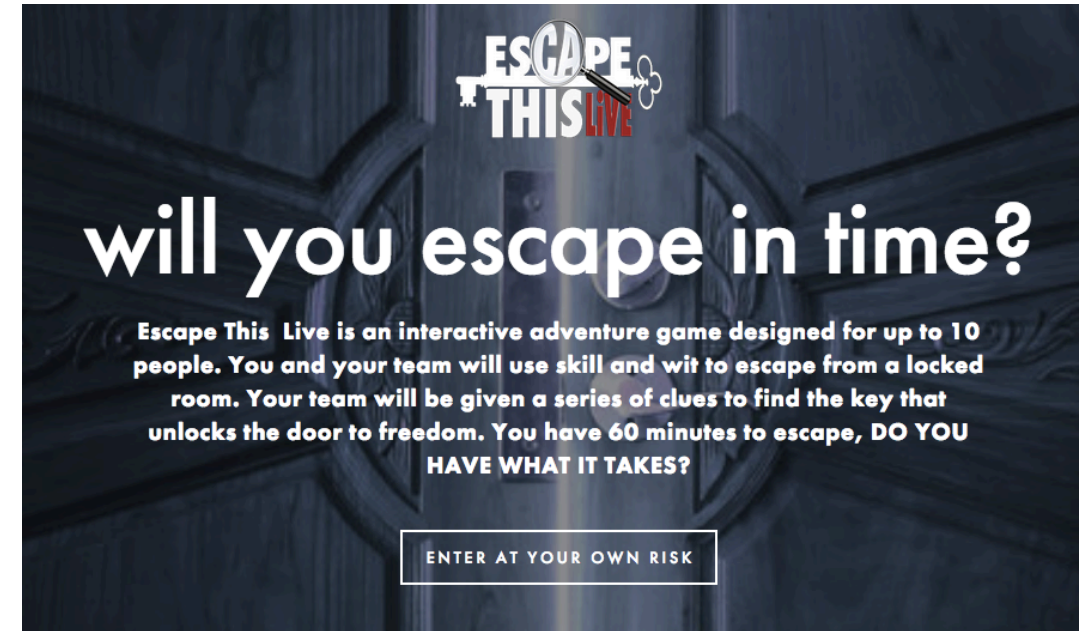 ESCAPE
THIS LiVE
will you escape in time?
Escape This Live is an interactive adventure game designed for up to 10
people. You and your team will use skill and wit to escape from a locked
room. Your team will be given a series of clues to find the key that
unlocks the door to freedom. You have 60 minutes to escape, DO YOU
HAVE WHAT IT TAKES?
ENTER AT YOUR OWN RISK